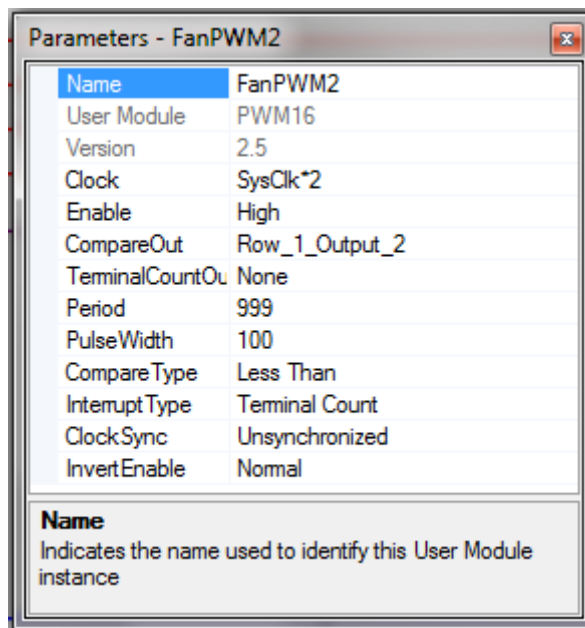 Parameters - FanPWM2
Name FanPWM2
User Module PWM16
Version 2.5
Clock SysClk*2
Enable High
CompareOut Row_1_Output_2
TerminalCountOu None
Period 999
PulseWidth 100
CompareType Less Than
InterruptType Terminal Count
ClockSync Unsynchronized
InvertEnable Normal
Name
Indicates the name used to identify this User Module
instance